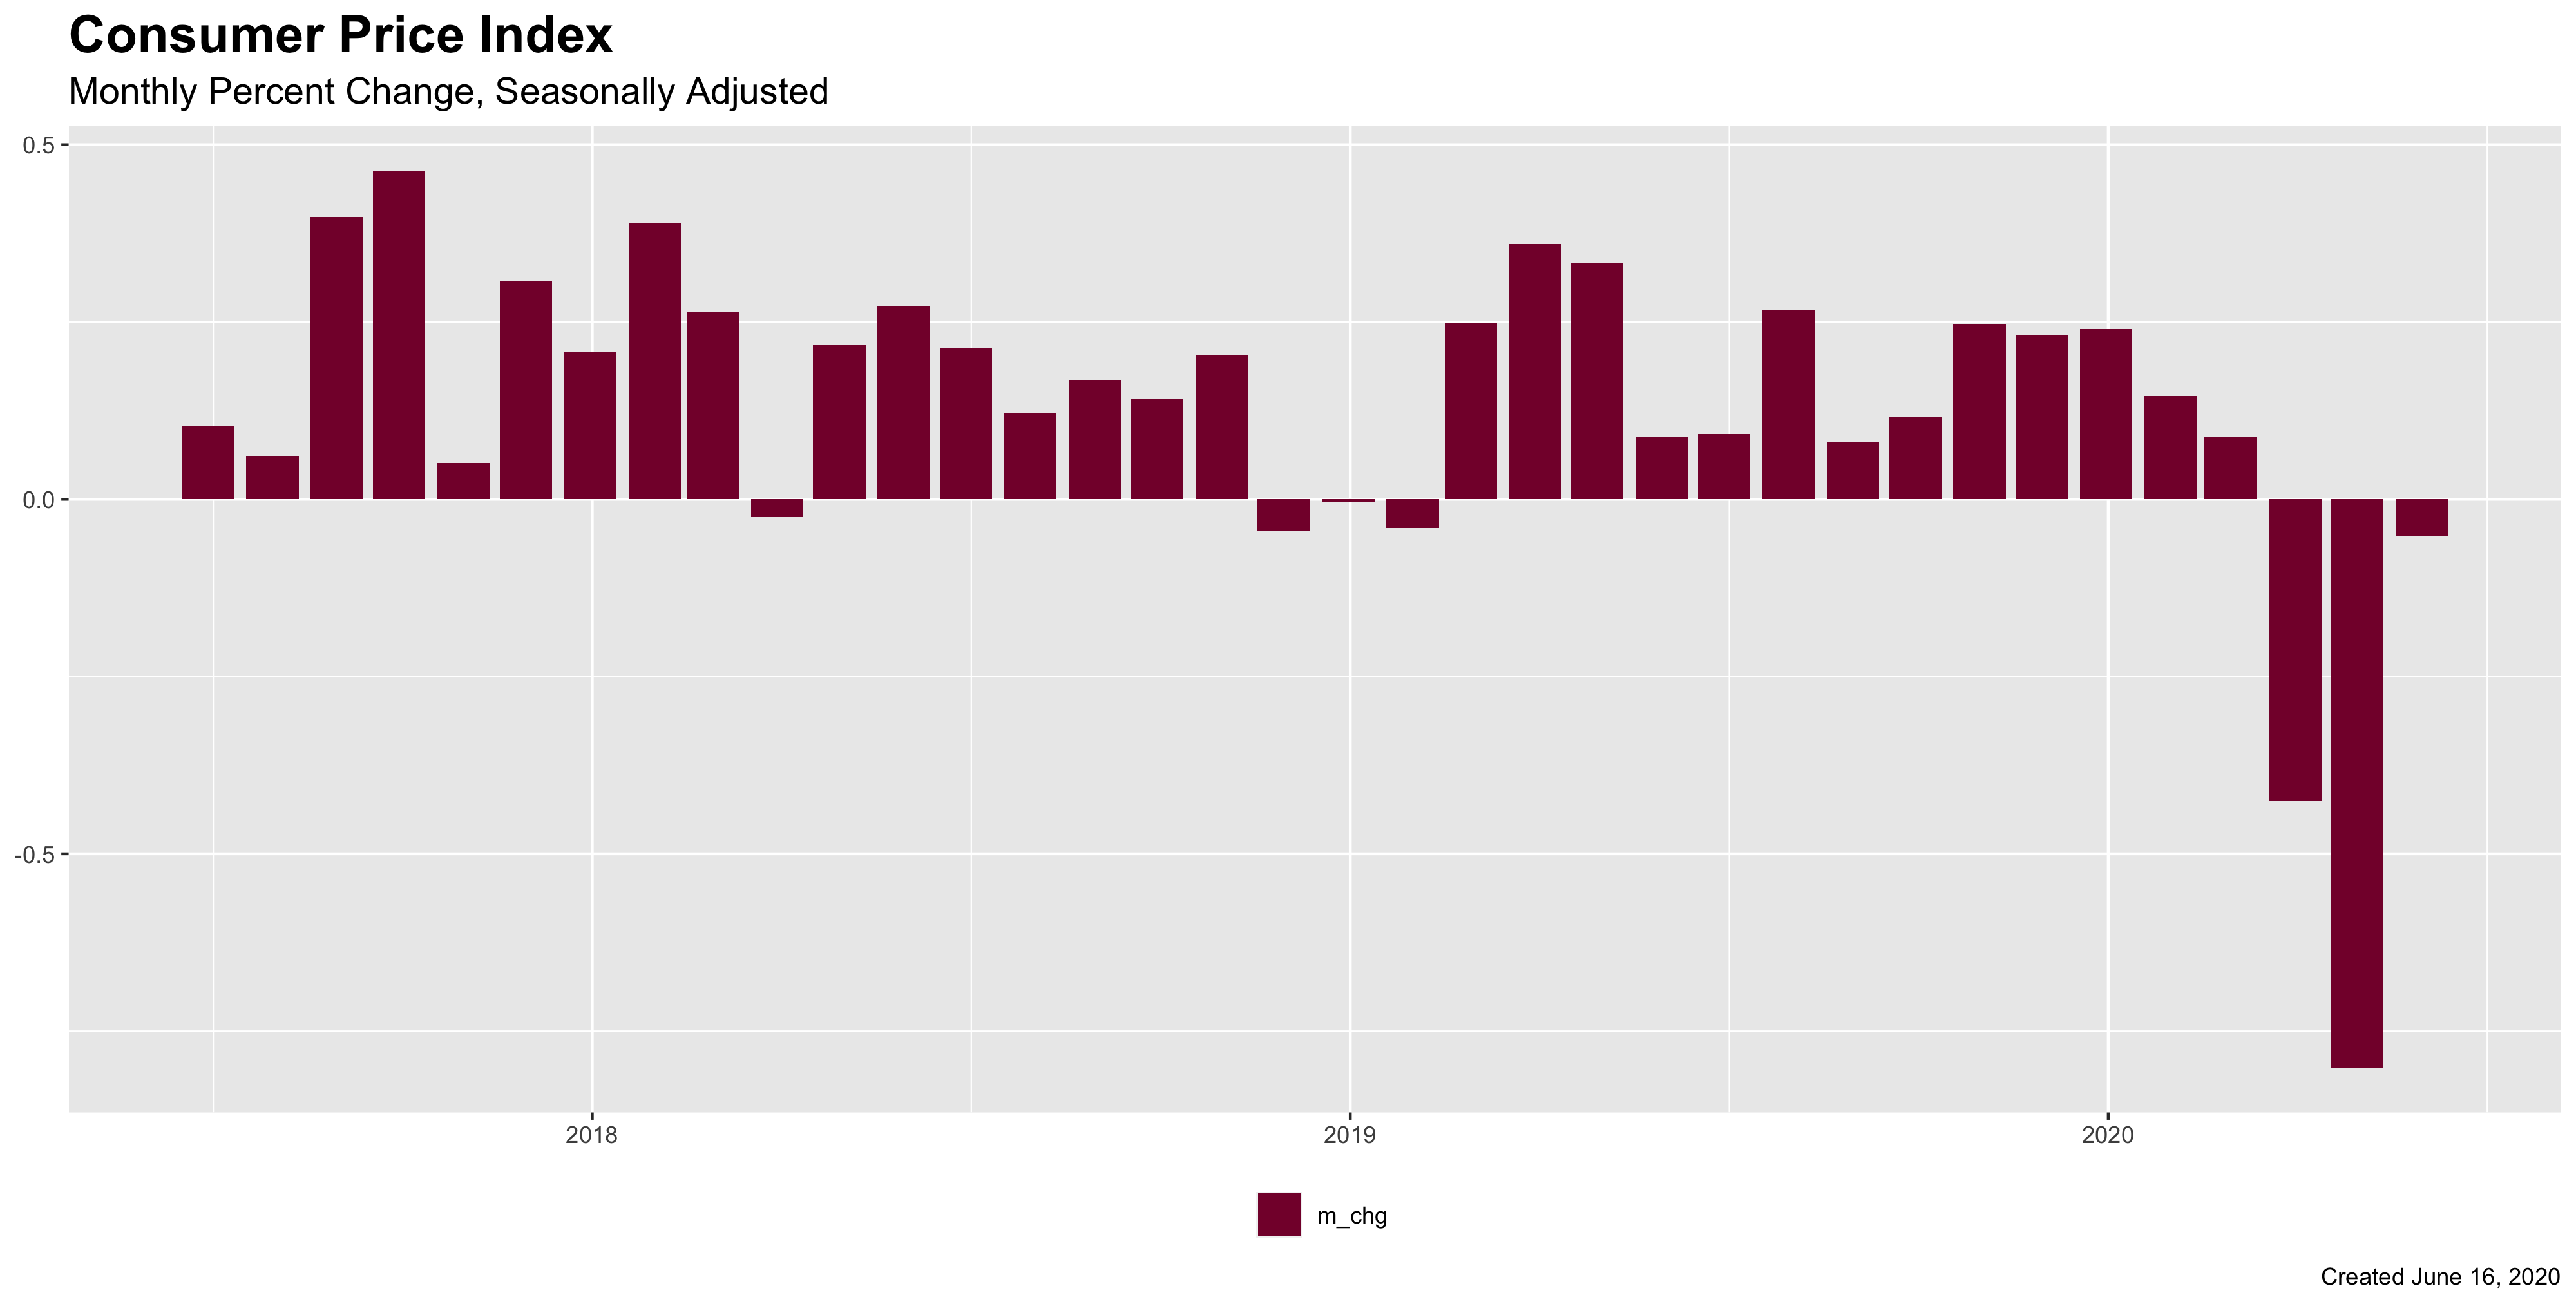 Consumer Price Index
Monthly Percent Change, Seasonally Adjusted
0.5
0.0
-0.5
2018 2019 2020
m_chg
Created June 16, 2020